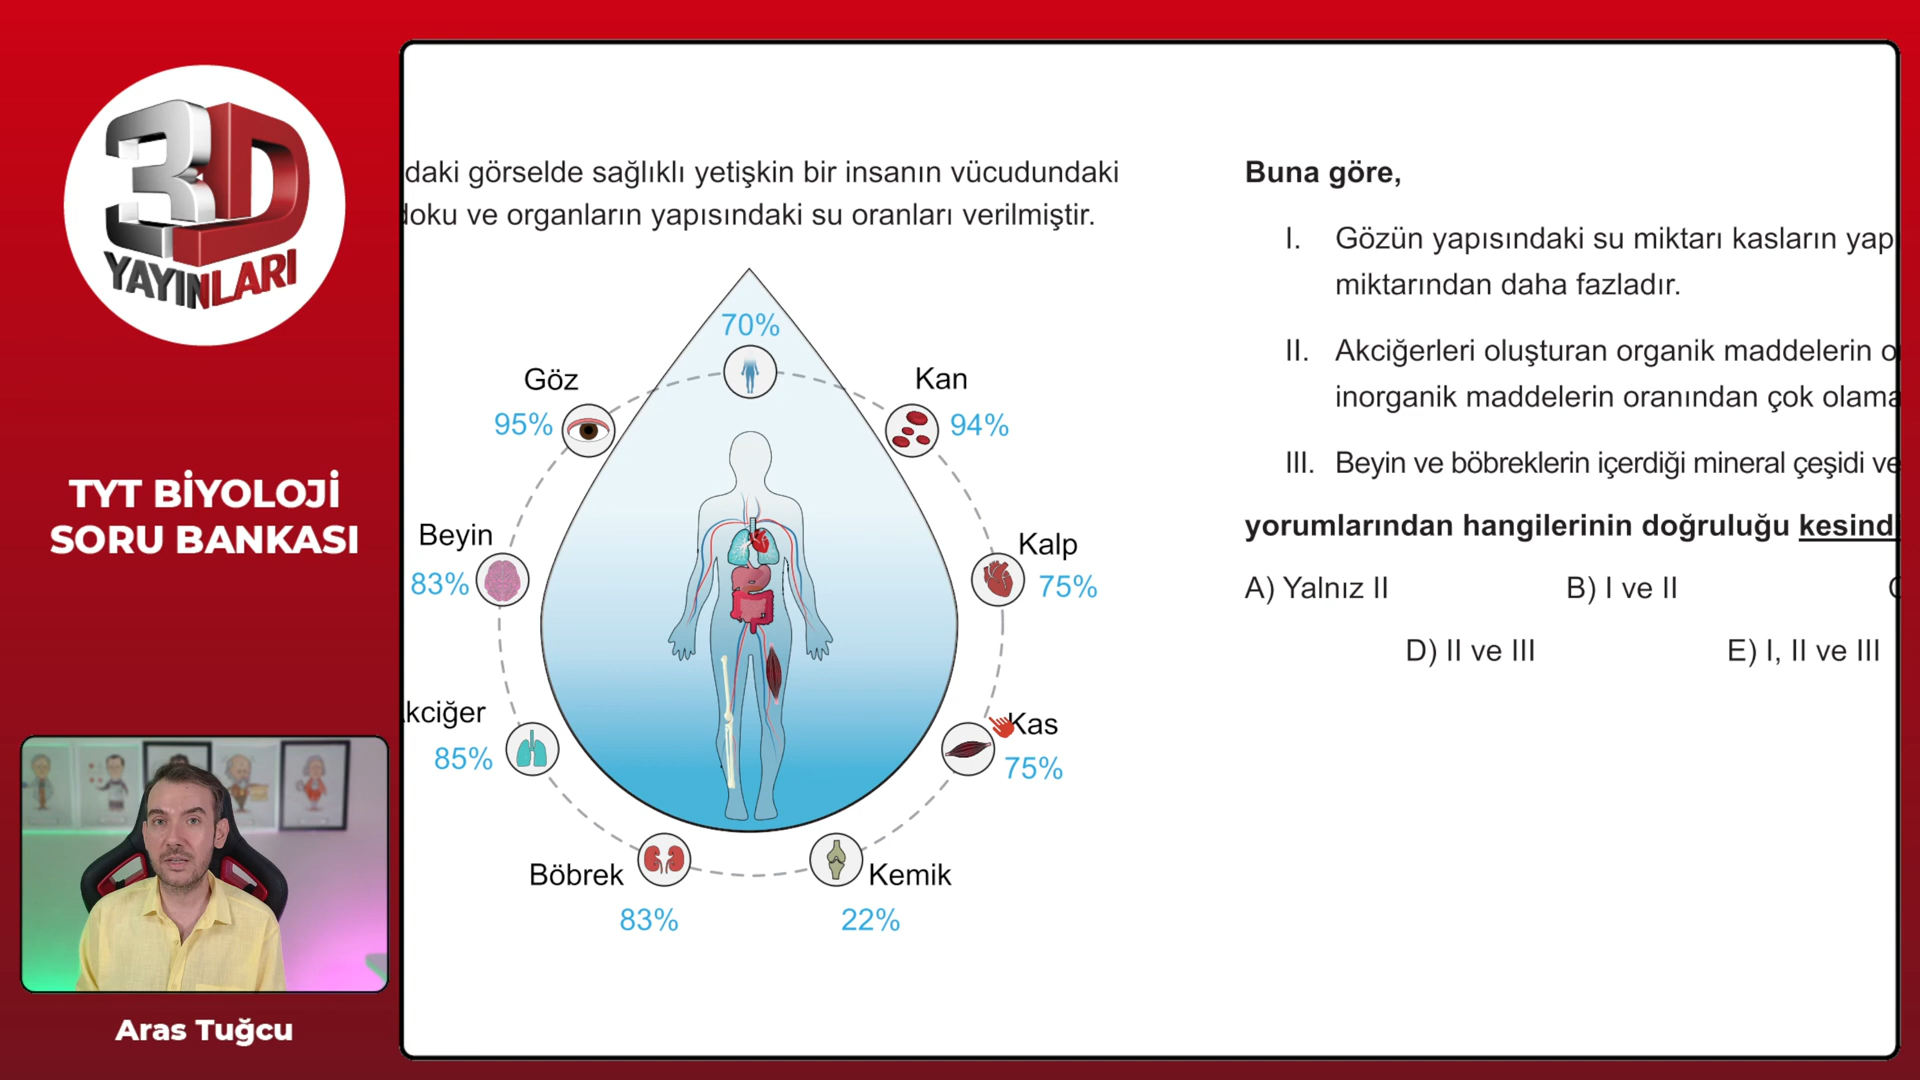 3D
YAYINLARI
TYT BİYOLOJİ
SORU BANKASI
Aras Tuğcu
daki görselde sağlıklı yetişkin bir insanın vücudundaki
doku ve organların yapısındaki su oranları verilmiştir.
70%
Göz
95%
Kan
94%
Beyin
83%
Kalp
75%
kciğer
85%
Kas
75%
Böbrek
83%
Kemik
22%
Buna göre,
I. Gözün yapısındaki su miktarı kasların yap
miktarından daha fazladır.
II. Akciğerleri oluşturan organik maddelerin o
inorganik maddelerin oranından çok olama
III. Beyin ve böbreklerin içerdiği mineral çeşidi ve
yorumlarından hangilerinin doğruluğu kesindi
A) Yalnız II
B) I ve II
D) II ve III
E) I, II ve III